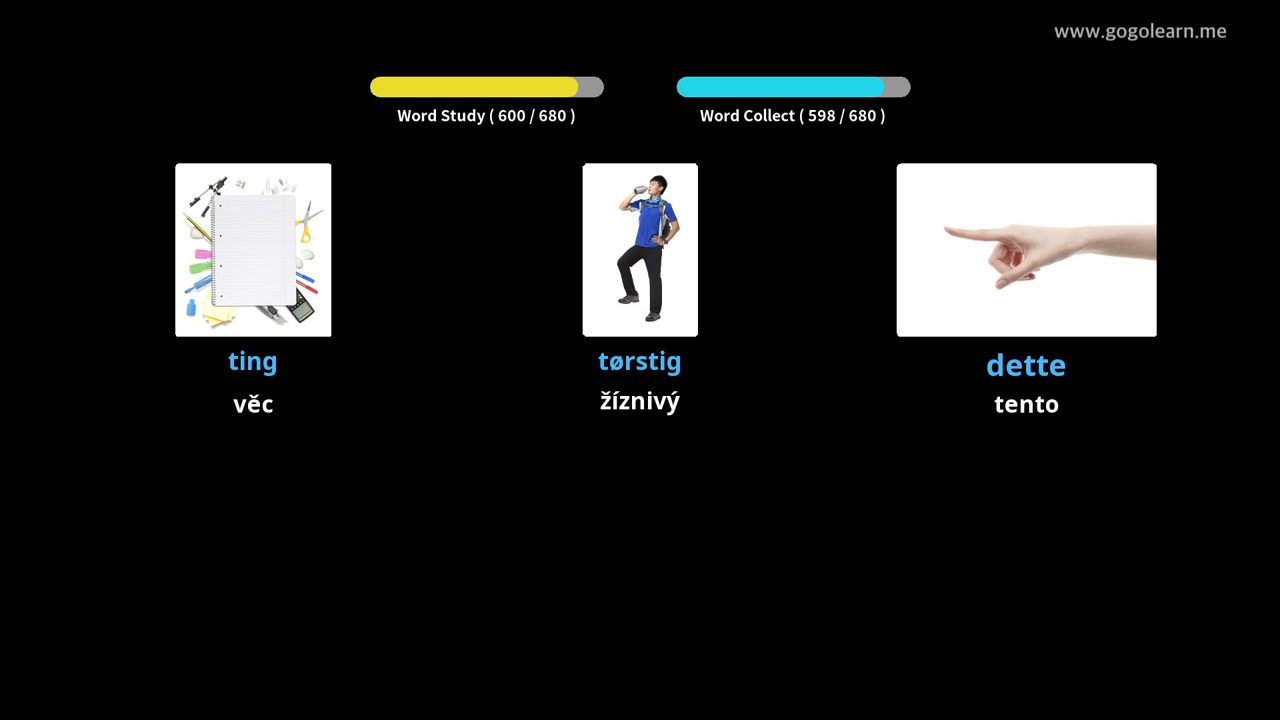 www.gogolearn.me
Word Study ( 600 / 680 )
Word Collect ( 598 / 680 )
ting
tørstig
dette
věc
žíznivý
tento